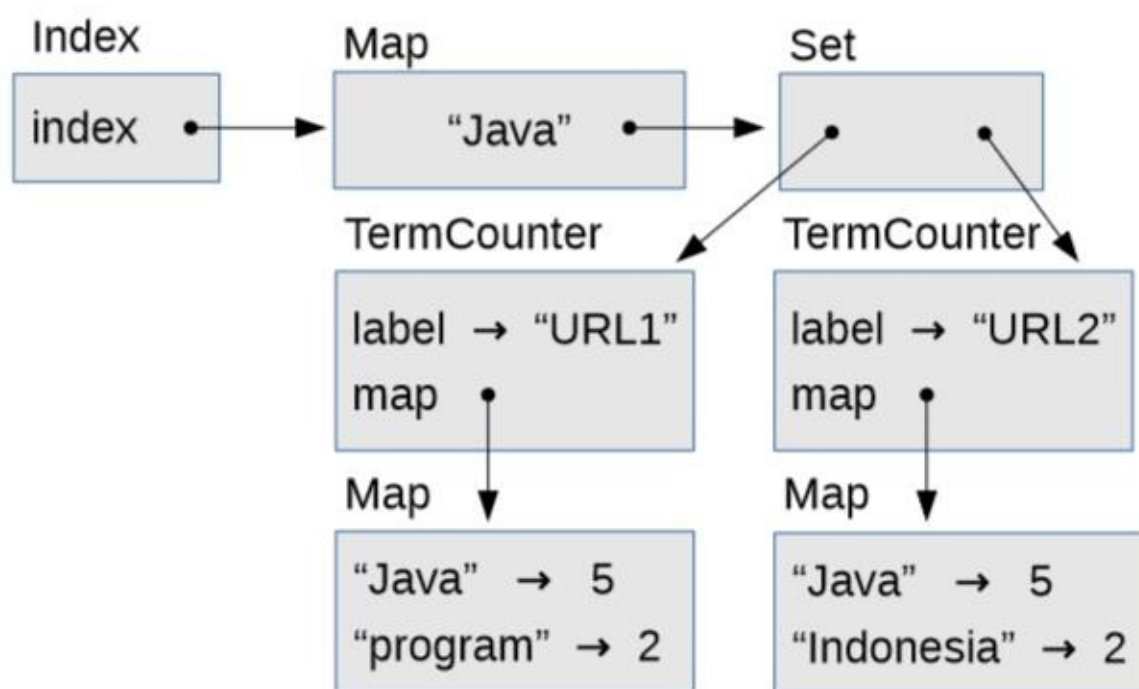 Index
index
Map
“Java”
Set
TermCounter
label → “URL1”
map
TermCounter
label → “URL2”
map
Map
“Java” → 5
“program” → 2
Map
“Java” → 5
“Indonesia” → 2